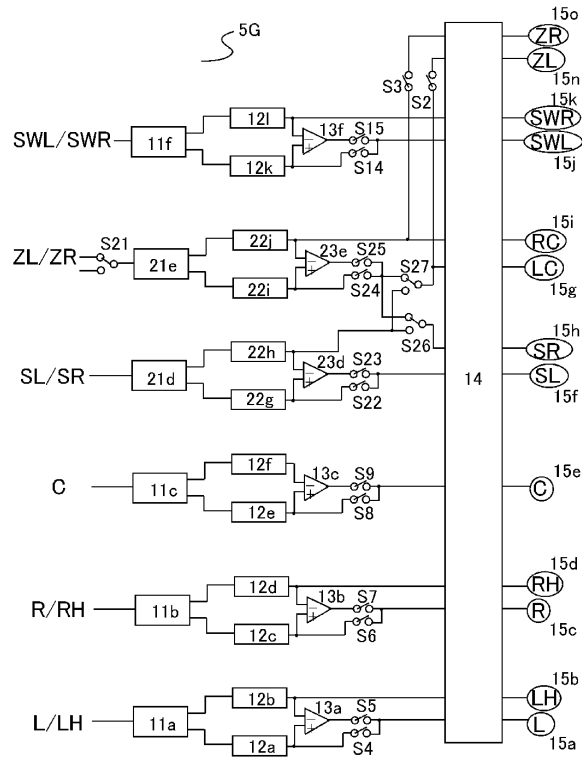 5G
15o
ZR
ZL
15n
S3
S2
15k
SWR
SWL
15j
SWL/SWR
11f
12l
12k
13f
S15
S14
15i
RC
LC
15g
ZL/ZR
S21
21e
22j
22i
23e
S25
S24
S27
S26
15h
SR
SL
15f
SL/SR
21d
22h
22g
23d
S23
S22
14
C
11c
12f
12e
13c
S9
S8
15e
C
15d
RH
R
15c
R/RH
11b
12d
12c
13b
S7
S6
15b
LH
L
15a
L/LH
11a
12b
12a
13a
S5
S4